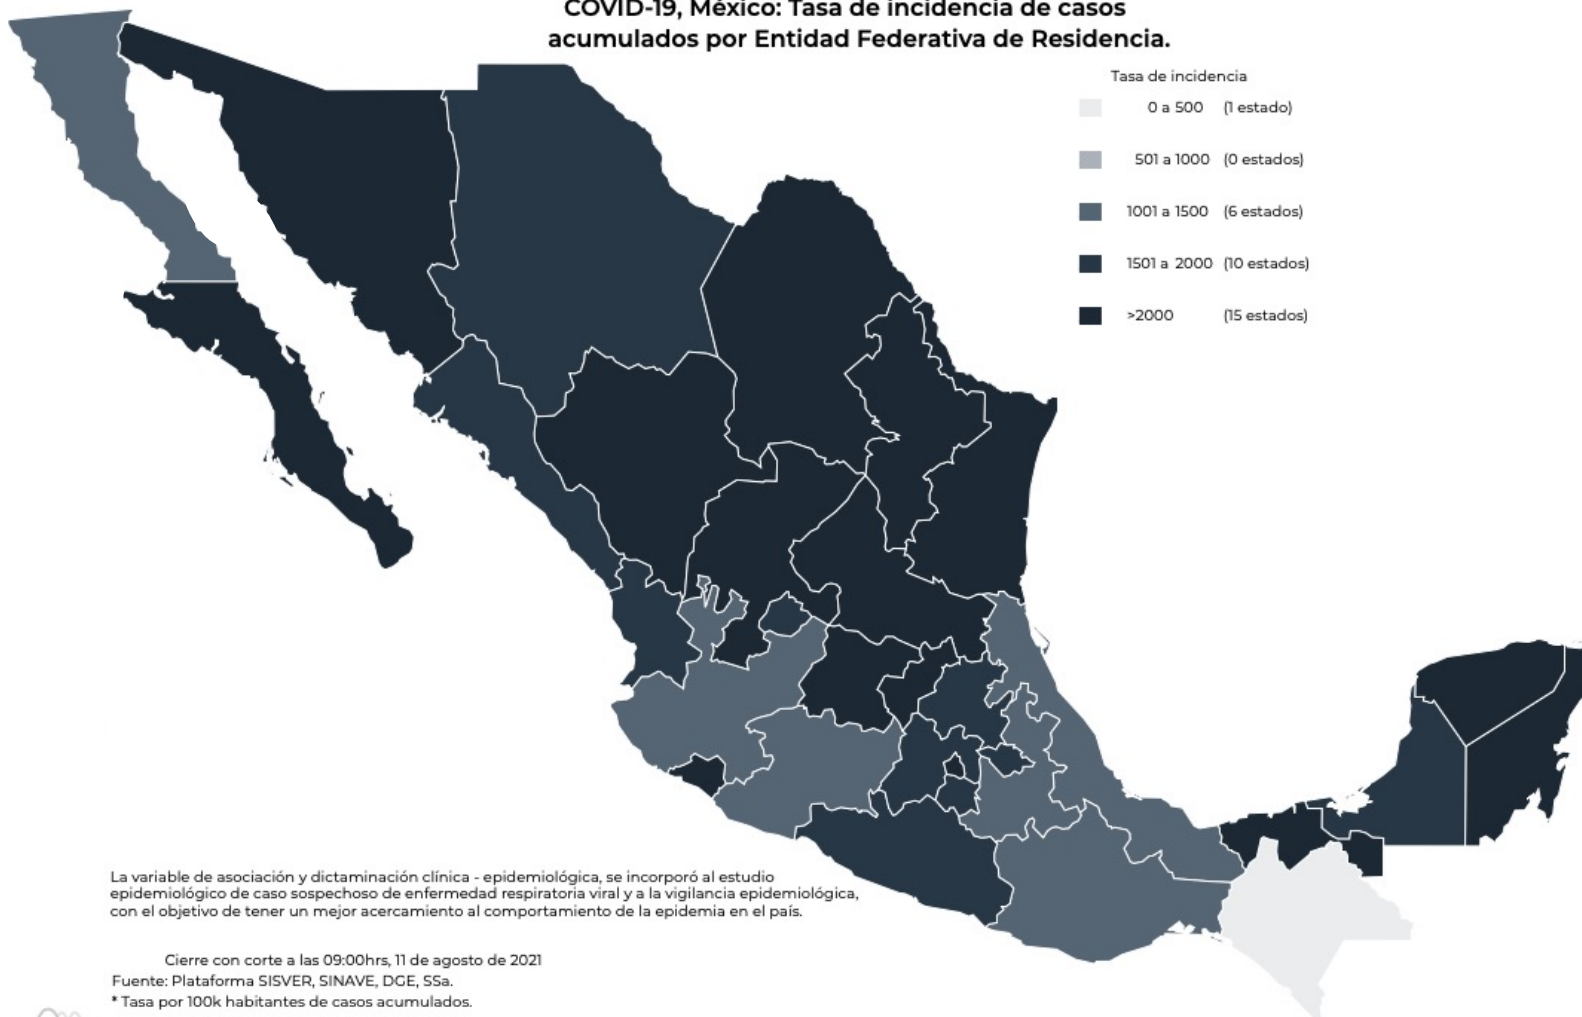 COVID-19, México: Tasa de incidencia de casos
acumulados por Entidad Federativa de Residencia.
Tasa de incidencia
0 a 500 (1 estado)
501 a 1000 (0 estados)
1001 a 1500 (6 estados)
1501 a 2000 (10 estados)
>2000 (15 estados)
La variable de asociación y dictaminación clínica - epidemiológica, se incorporó al estudio
epidemiológico de caso sospechoso de enfermedad respiratoria viral y a la vigilancia epidemiológica,
con el objetivo de tener un mejor acercamiento al comportamiento de la epidemia en el país.
Cierre con corte a las 09:00hrs, 11 de agosto de 2021
Fuente: Plataforma SISVER, SINAVE, DGE, SSa.
* Tasa por 100k habitantes de casos acumulados.